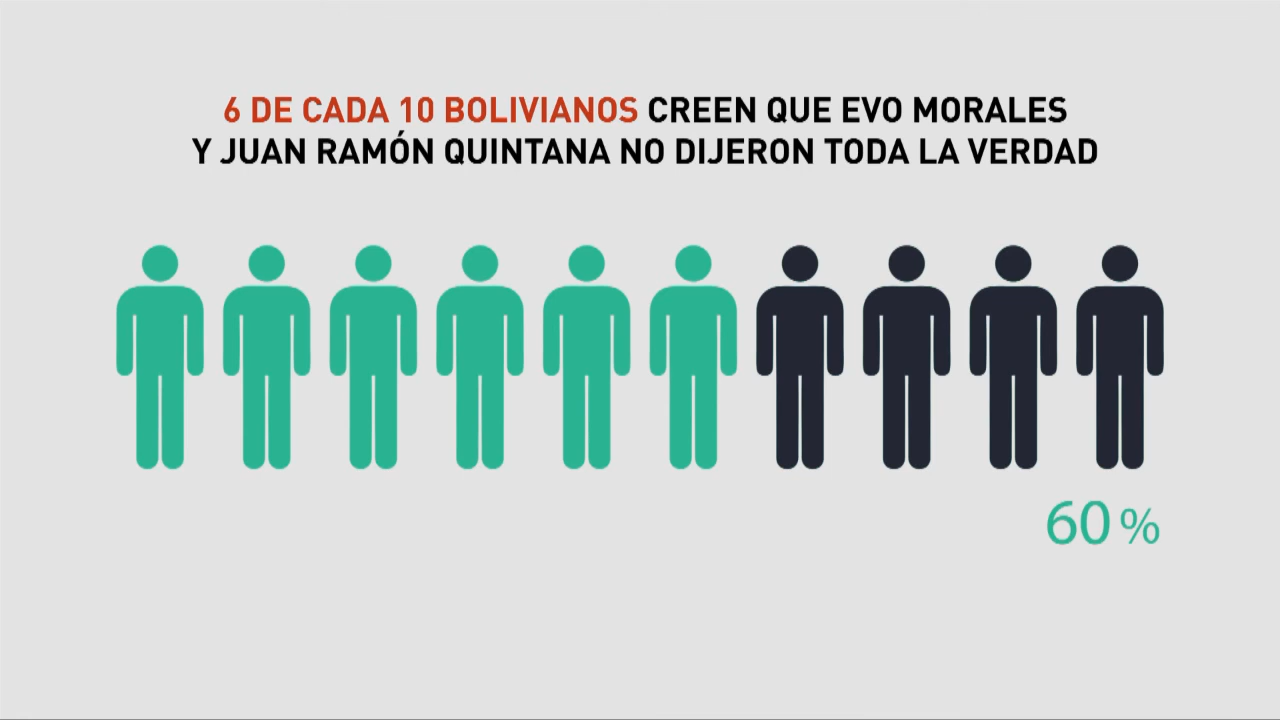 6 DE CADA 10 BOLIVIANOS CREEN QUE EVO MORALES
Y JUAN RAMÓN QUINTANA NO DIJERON TODA LA VERDAD
60 %